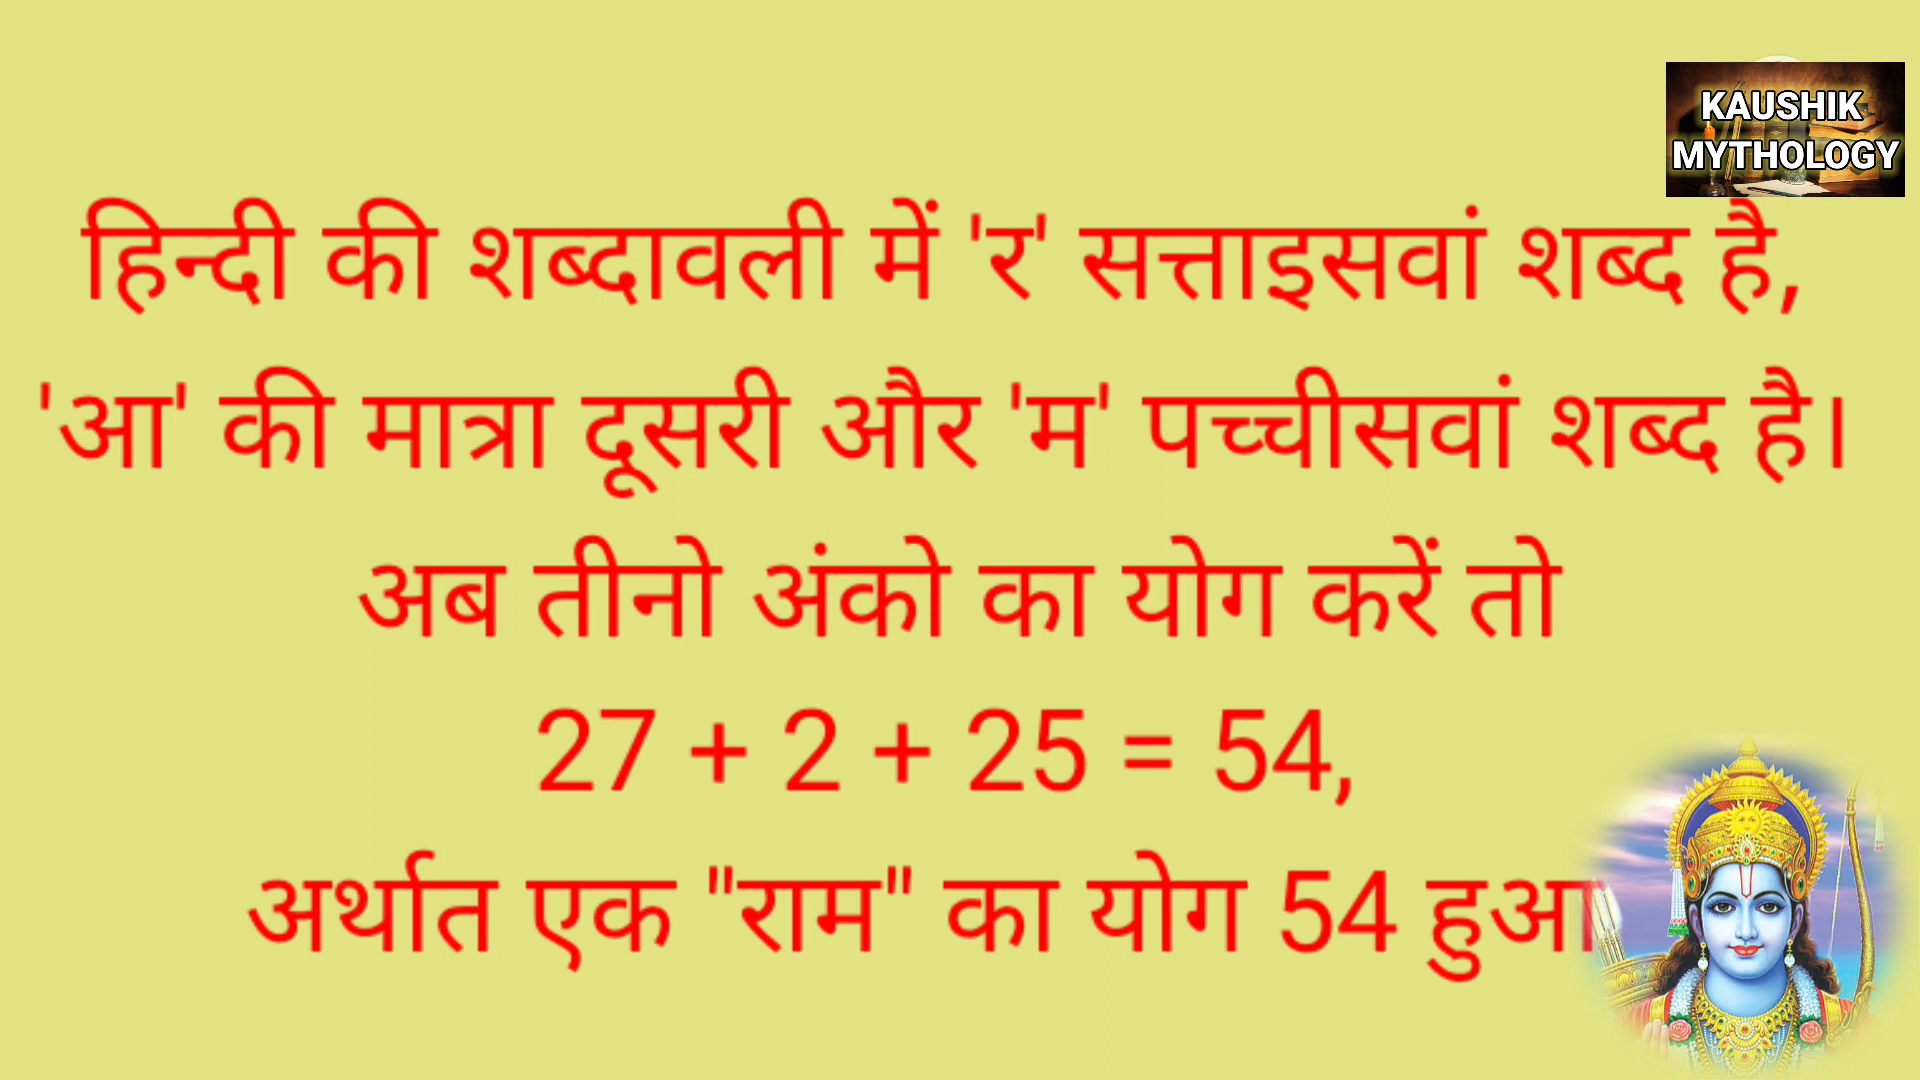 KAUSHIK
MYTHOLOGY
हिन्दी की शब्दावली में 'र' सत्ताइसवां शब्द है,
'आ' की मात्रा दूसरी और 'म' पच्चीसवां शब्द है।
अब तीनो अंको का योग करें तो
27 + 2 + 25 = 54,
अर्थात एक "राम" का योग 54 हुआ